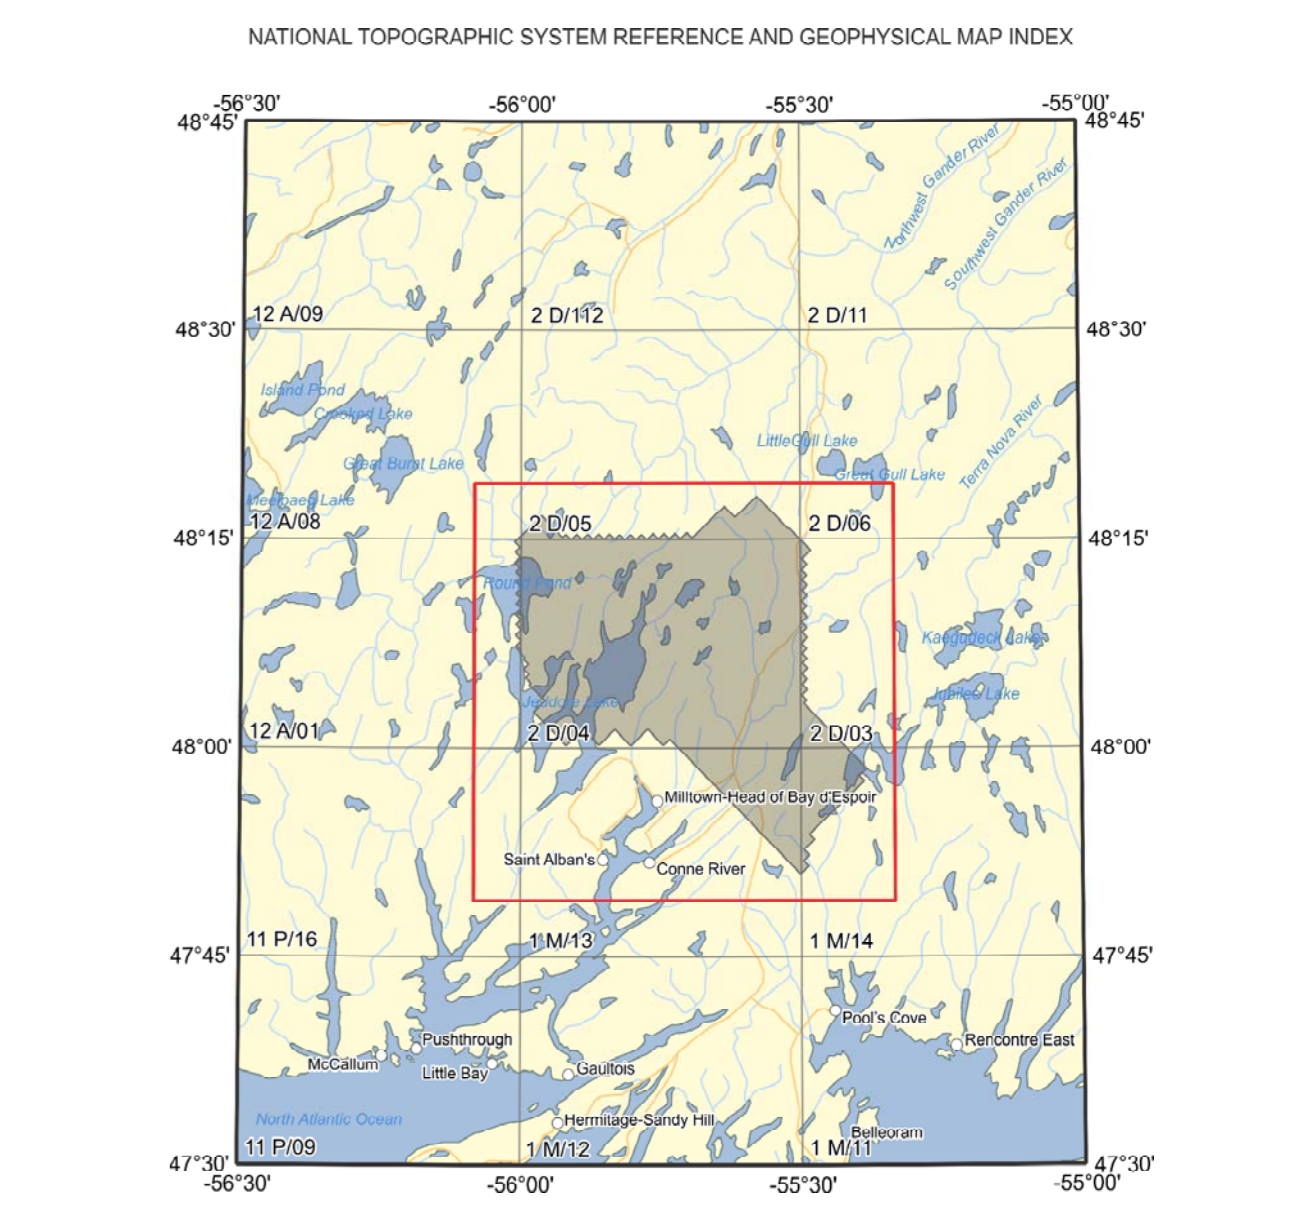 NATIONAL TOPOGRAPHIC SYSTEM REFERENCE AND GEOPHYSICAL MAP INDEX
-56°30' -56°00' -55°30' -55°00'
48°45' 48°45'
Northwest Gander River
Southwest Gander River
12 A/09 2 D/112 2 D/11
48°30' 48°30'
Island Pond
Crooked Lake
Terra Nova River
LittleGull Lake
Great Burnt Lake
Great Gull Lake
Meelpaeg Lake
12 A/08 2 D/05 2 D/06
48°15' 48°15'
Round Pond
Kaegudeck Lake
Jubilee Lake
Jeddore Lake
12 A/01 2 D/04 2 D/03
48°00' 48°00'
Milltown-Head of Bay d'Espoir
Saint Alban's
Conne River
11 P/16 1 M/13 1 M/14
47°45' 47°45'
Pool's Cove
Pushthrough
Rencontre East
McCallum
Little Bay
Gaultois
North Atlantic Ocean
Hermitage-Sandy Hill
Belleoram
11 P/09 1 M/12 1 M/11
47°30' 47°30'
-56°30' -56°00' -55°30' -55°00'